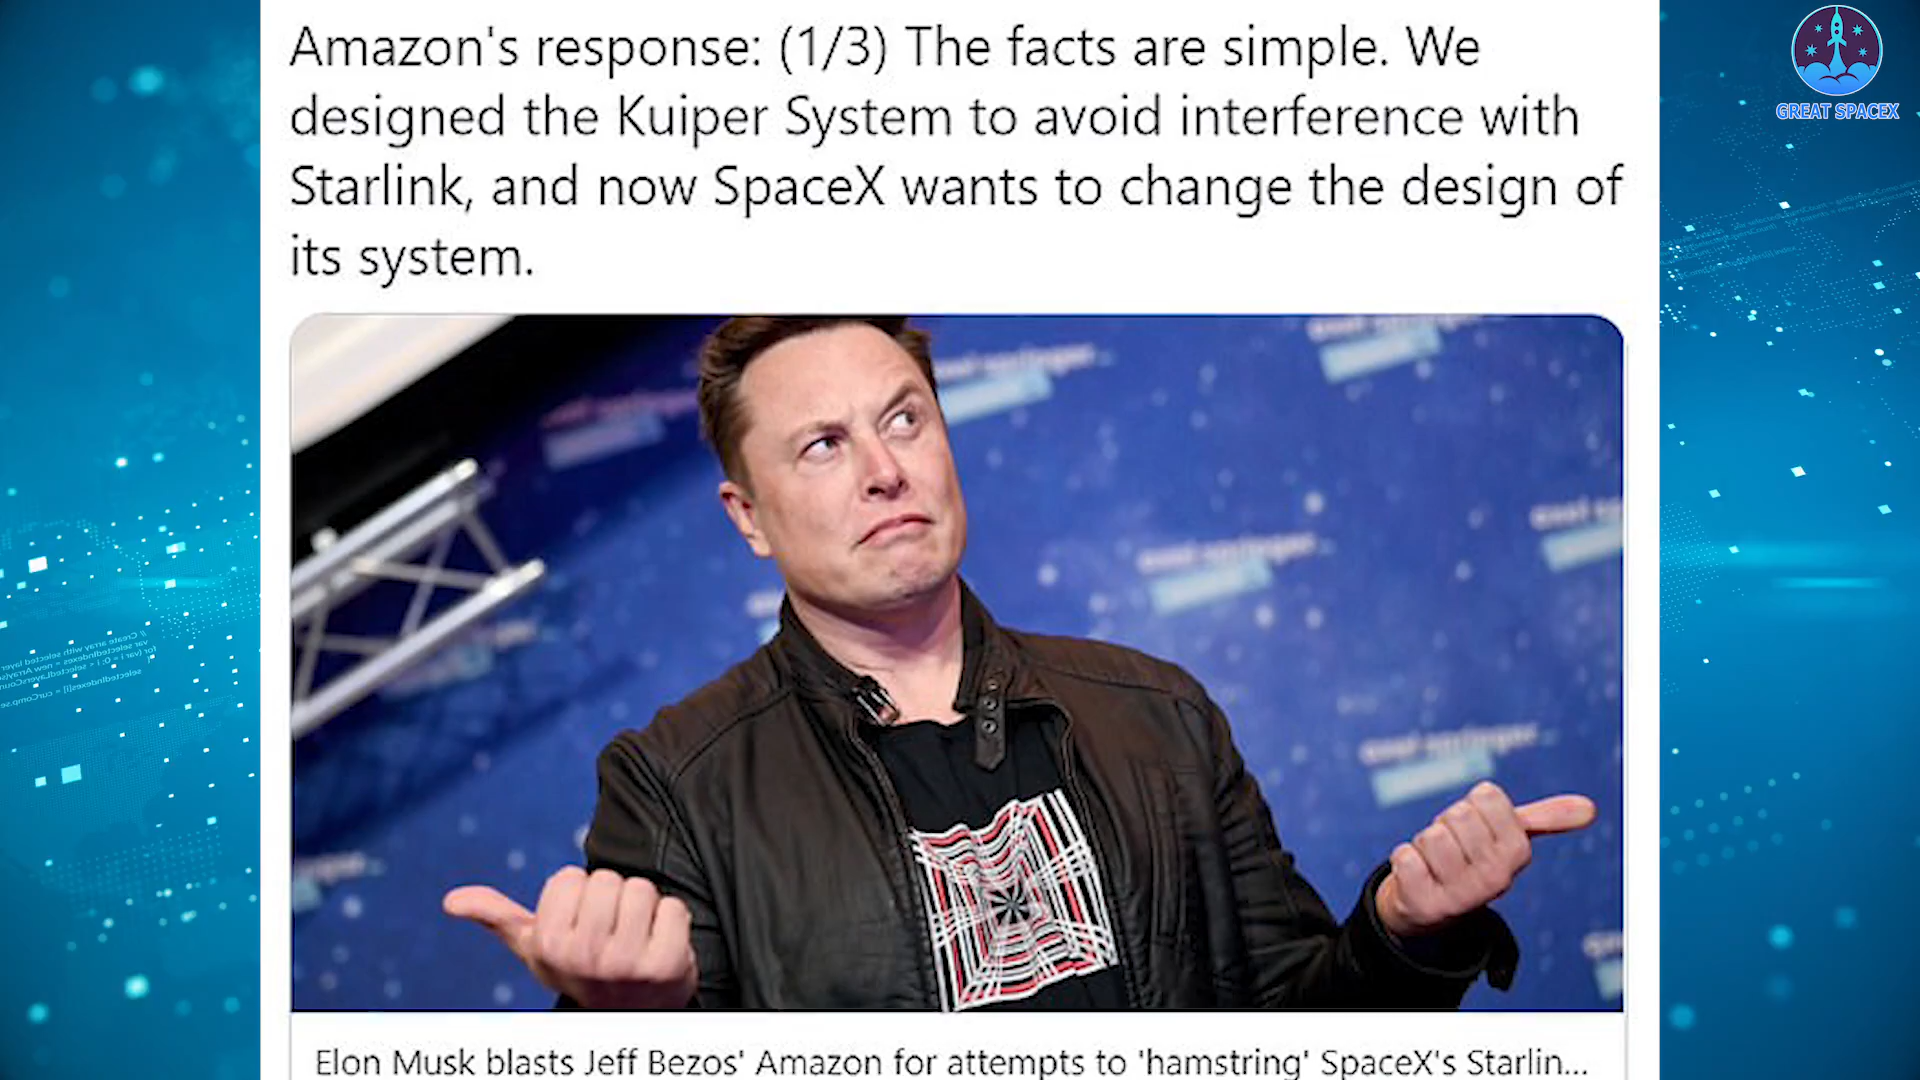 Amazon's response: (1/3) The facts are simple. We
designed the Kuiper System to avoid interference with
Starlink, and now SpaceX wants to change the design of
its system.
GREAT SPACEX
Elon Musk blasts Jeff Bezos' Amazon for attempts to 'hamstring' SpaceX's Starlin...